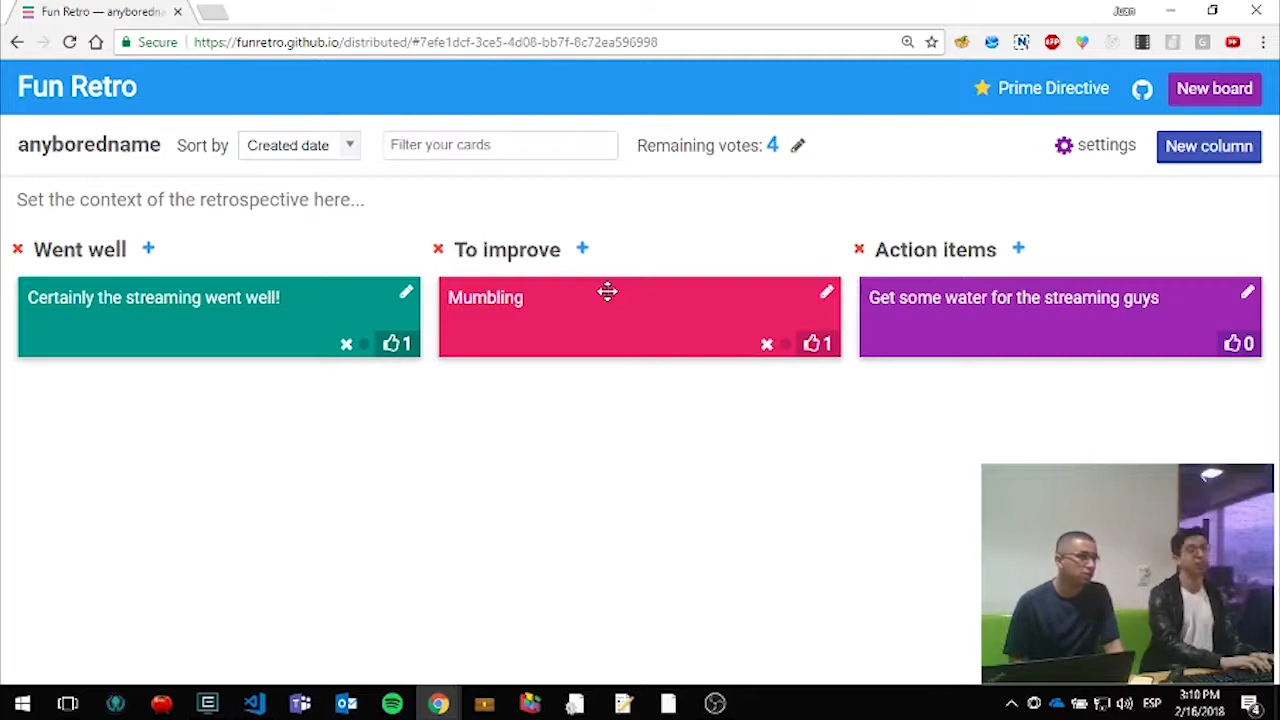 Fun Retro — anyboredna
Juan
Secure
https://funretro.github.io/distributed/#7efe1dcf-3ce5-4d08-bb7f-8c72ea596998
Fun Retro
Prime Directive
New board
anyboredname
Sort by
Created date
Filter your cards
Remaining votes: 4
settings
New column
Set the context of the retrospective here...
Went well
To improve
Action items
Certainly the streaming went well!
Mumbling
Get some water for the streaming guys
1
1
0
ESP
3:10 PM
2/16/2018